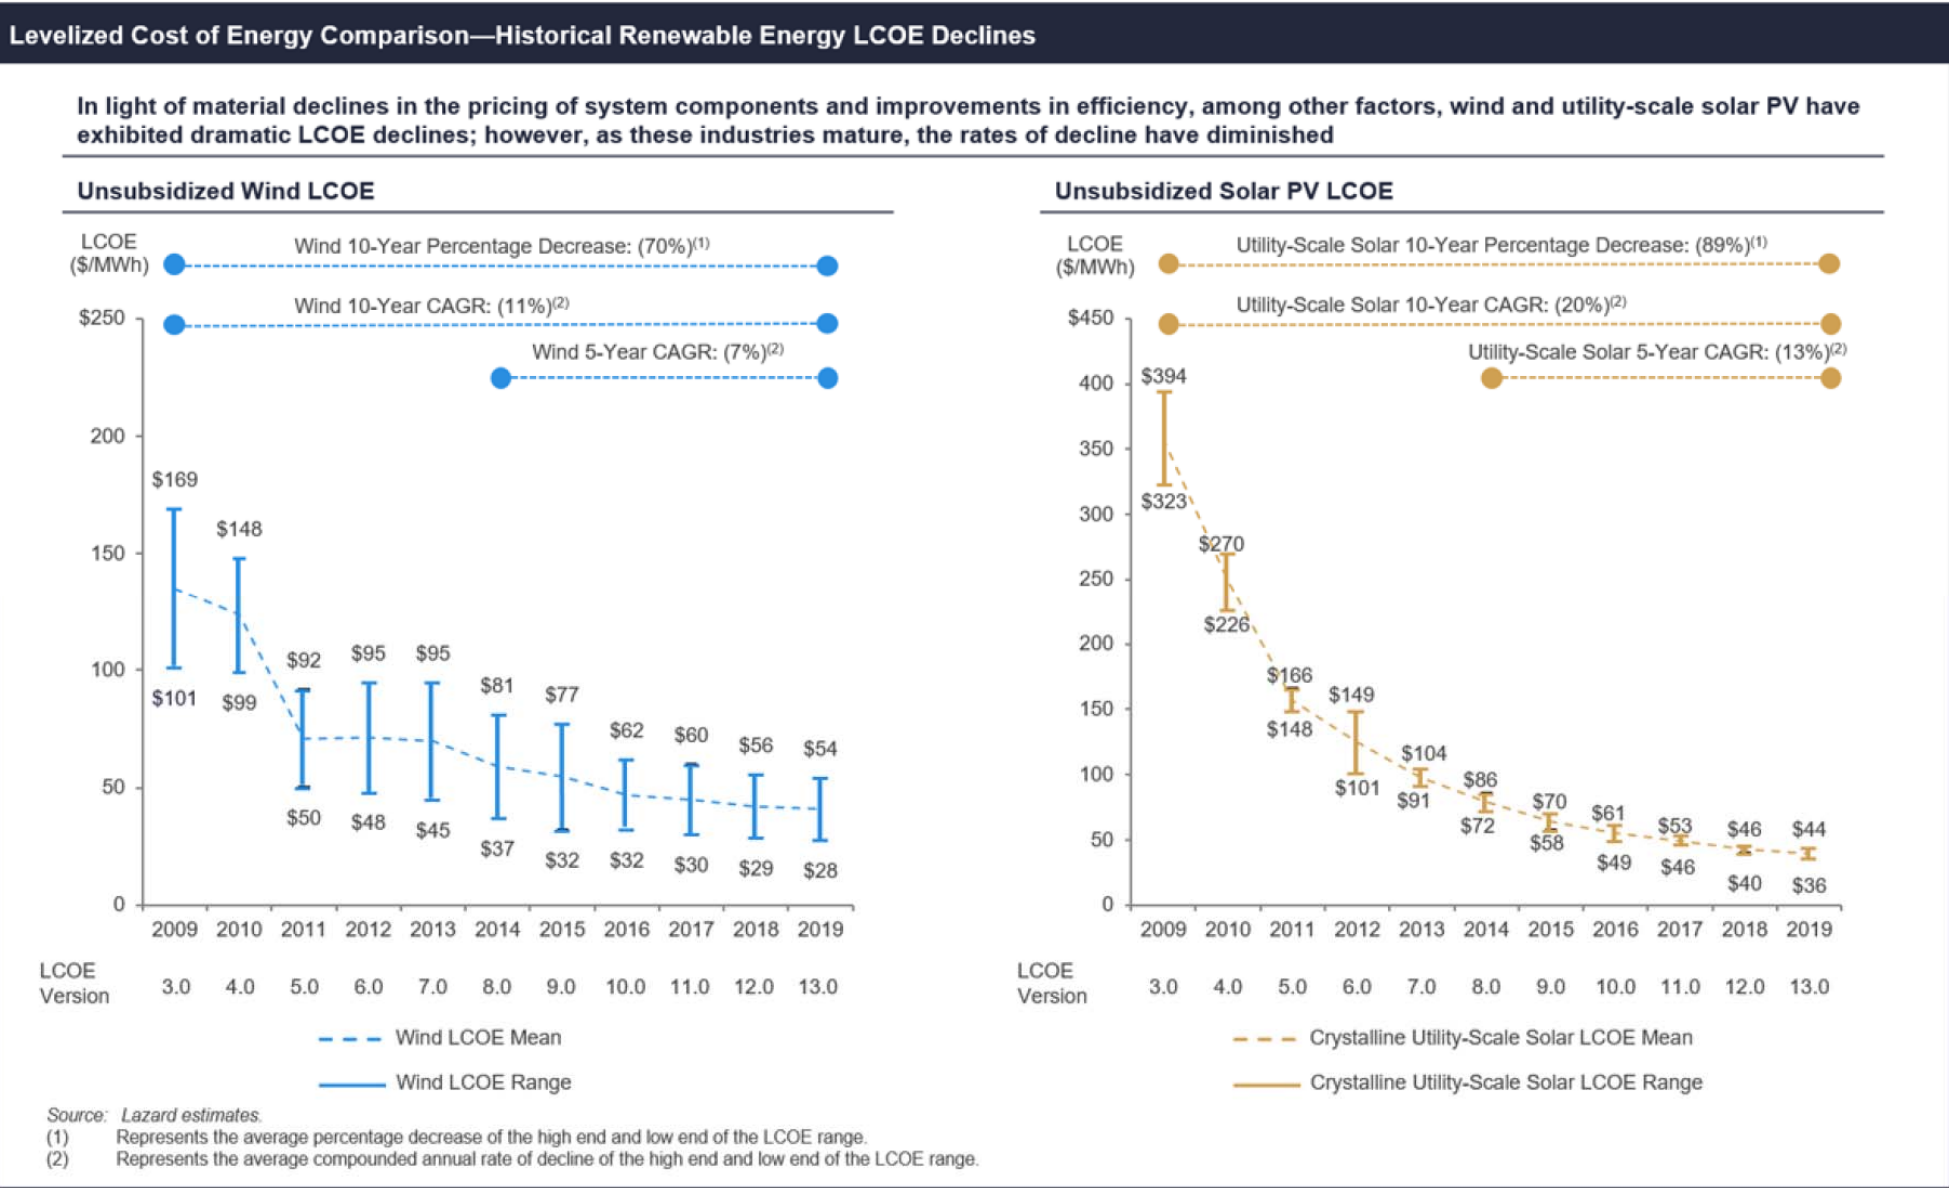 Levelized Cost of Energy Comparison—Historical Renewable Energy LCOE Declines
In light of material declines in the pricing of system components and improvements in efficiency, among other factors, wind and utility-scale solar PV have
exhibited dramatic LCOE declines; however, as these industries mature, the rates of decline have diminished
Unsubsidized Wind LCOE
LCOE
($/MWh)
Wind 10-Year Percentage Decrease: (70%)(1)
Wind 10-Year CAGR: (11%)(2)
Wind 5-Year CAGR: (7%)(2)
$250
200
150
100
50
0
$169
$148
$92
$95
$95
$81
$77
$62
$60
$56
$54
$101
$99
$50
$48
$45
$37
$32
$32
$30
$29
$28
2009 2010 2011 2012 2013 2014 2015 2016 2017 2018 2019
LCOE
Version
3.0 4.0 5.0 6.0 7.0 8.0 9.0 10.0 11.0 12.0 13.0
Wind LCOE Mean
Wind LCOE Range
Unsubsidized Solar PV LCOE
LCOE
($/MWh)
Utility-Scale Solar 10-Year Percentage Decrease: (89%)(1)
Utility-Scale Solar 10-Year CAGR: (20%)(2)
Utility-Scale Solar 5-Year CAGR: (13%)(2)
$450
400
350
300
250
200
150
100
50
0
$394
$323
$270
$226
$166
$148
$149
$101
$104
$91
$86
$72
$70
$58
$61
$49
$53
$46
$46
$40
$44
$36
2009 2010 2011 2012 2013 2014 2015 2016 2017 2018 2019
LCOE
Version
3.0 4.0 5.0 6.0 7.0 8.0 9.0 10.0 11.0 12.0 13.0
Crystalline Utility-Scale Solar LCOE Mean
Crystalline Utility-Scale Solar LCOE Range
Source: Lazard estimates.
(1) Represents the average percentage decrease of the high end and low end of the LCOE range.
(2) Represents the average compounded annual rate of decline of the high end and low end of the LCOE range.